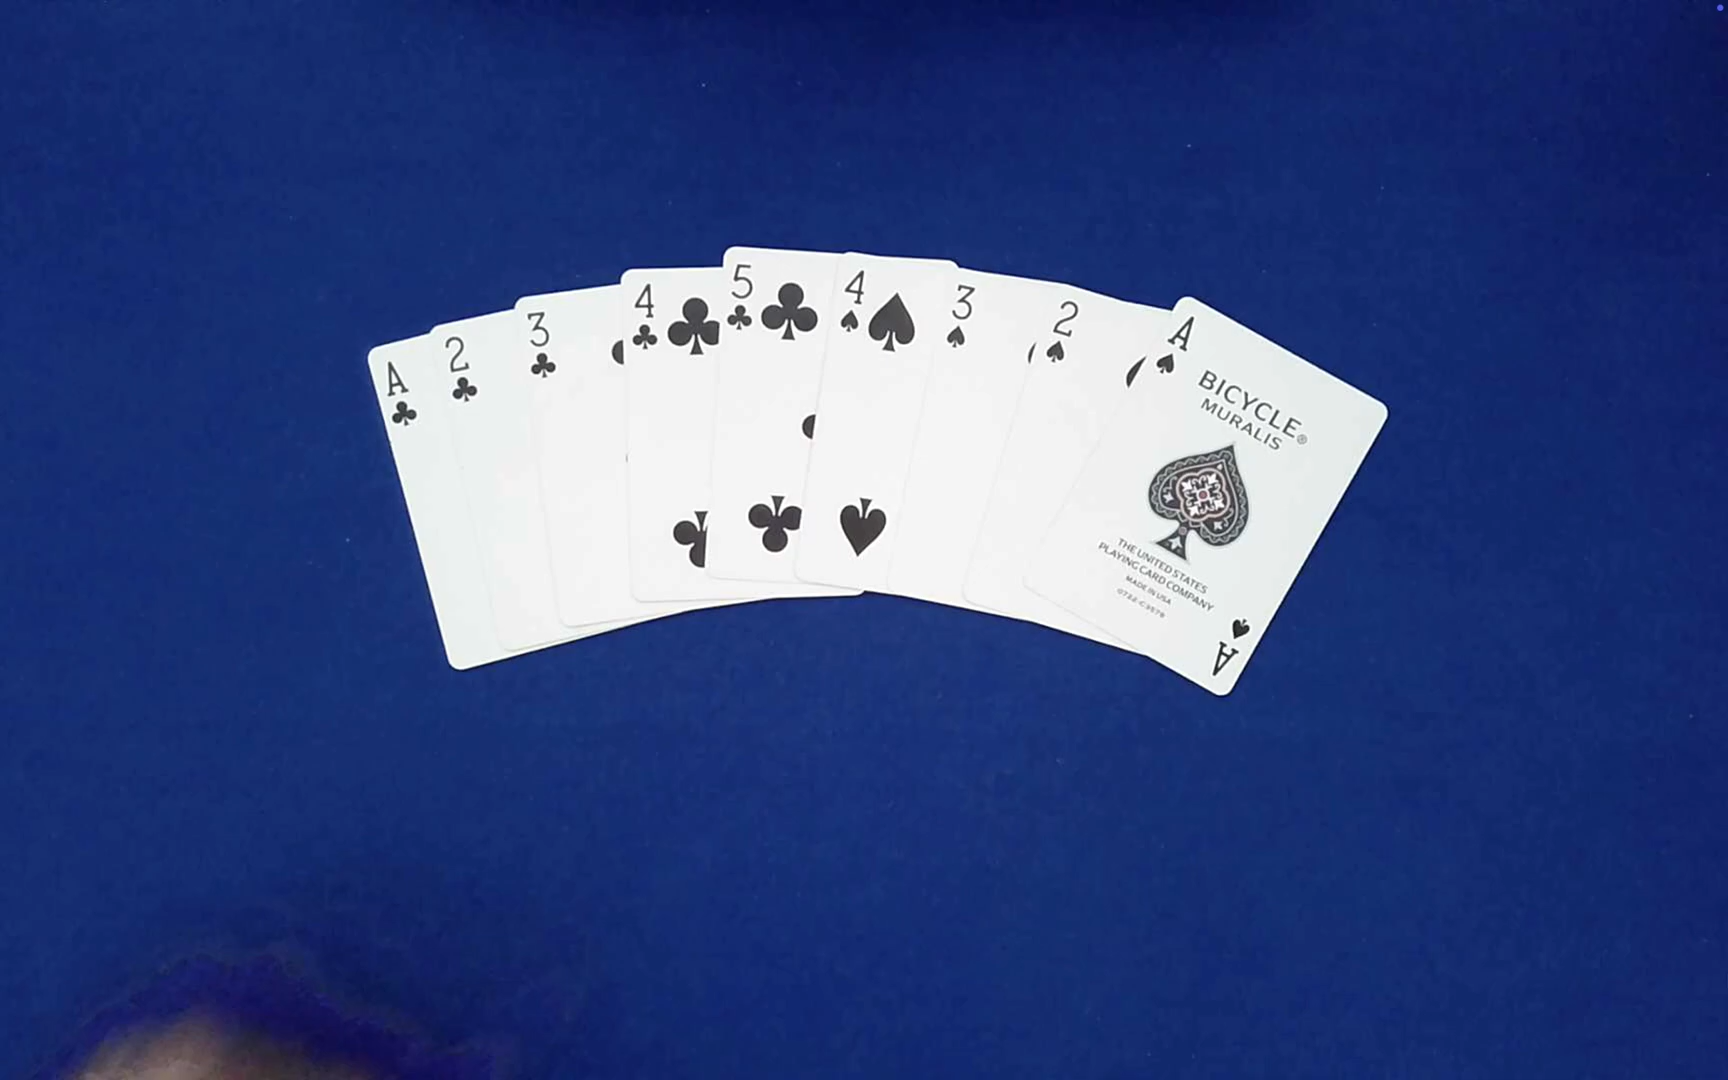 A
2
3
4
5
4
3
2
A
BICYCLE®
MURALIS
THE UNITED STATES
PLAYING CARD COMPANY
MADE IN USA
A